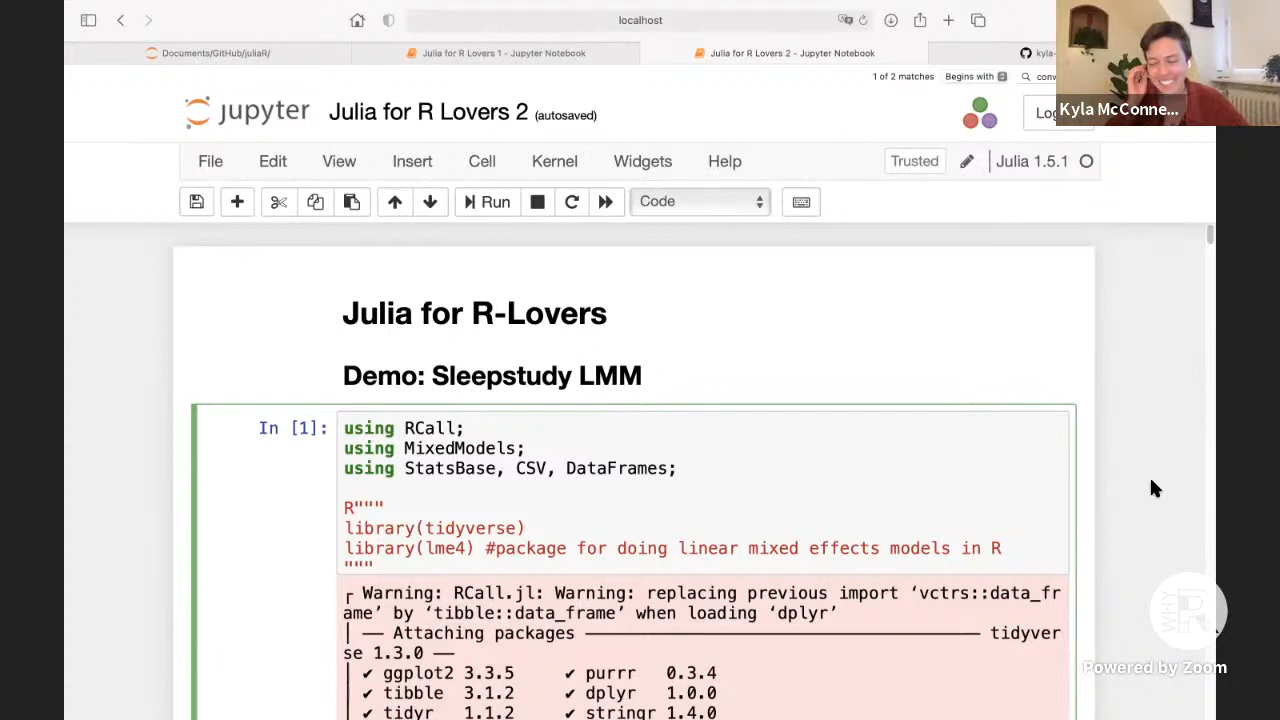 localhost
Documents/GitHub/juliaR/
Julia for R Lovers 1 - Jupyter Notebook
Julia for R Lovers 2 - Jupyter Notebook
kyla-
1 of 2 matches
Begins with
conv
Kyla McConne...
jupyter
Julia for R Lovers 2 (autosaved)
Log
File Edit View Insert Cell Kernel Widgets Help
Trusted
Julia 1.5.1
Run
Code
Julia for R-Lovers
Demo: Sleepstudy LMM
In [1]:
using RCall;
using MixedModels;
using StatsBase, CSV, DataFrames;
R"""
library(tidyverse)
library(lme4) #package for doing linear mixed effects models in R
"""
┌ Warning: RCall.jl: Warning: replacing previous import ‘vctrs::data_fr
ame’ by ‘tibble::data_frame’ when loading ‘dplyr’
│ ── Attaching packages ─────────────────────────────────────── tidyver
se 1.3.0 ──
│ ✔ ggplot2 3.3.5     ✔ purrr   0.3.4
│ ✔ tibble  3.1.2     ✔ dplyr   1.0.0
│ ✔ tidyr   1.1.2     ✔ stringr 1.4.0
WHY R
Powered by Zoom